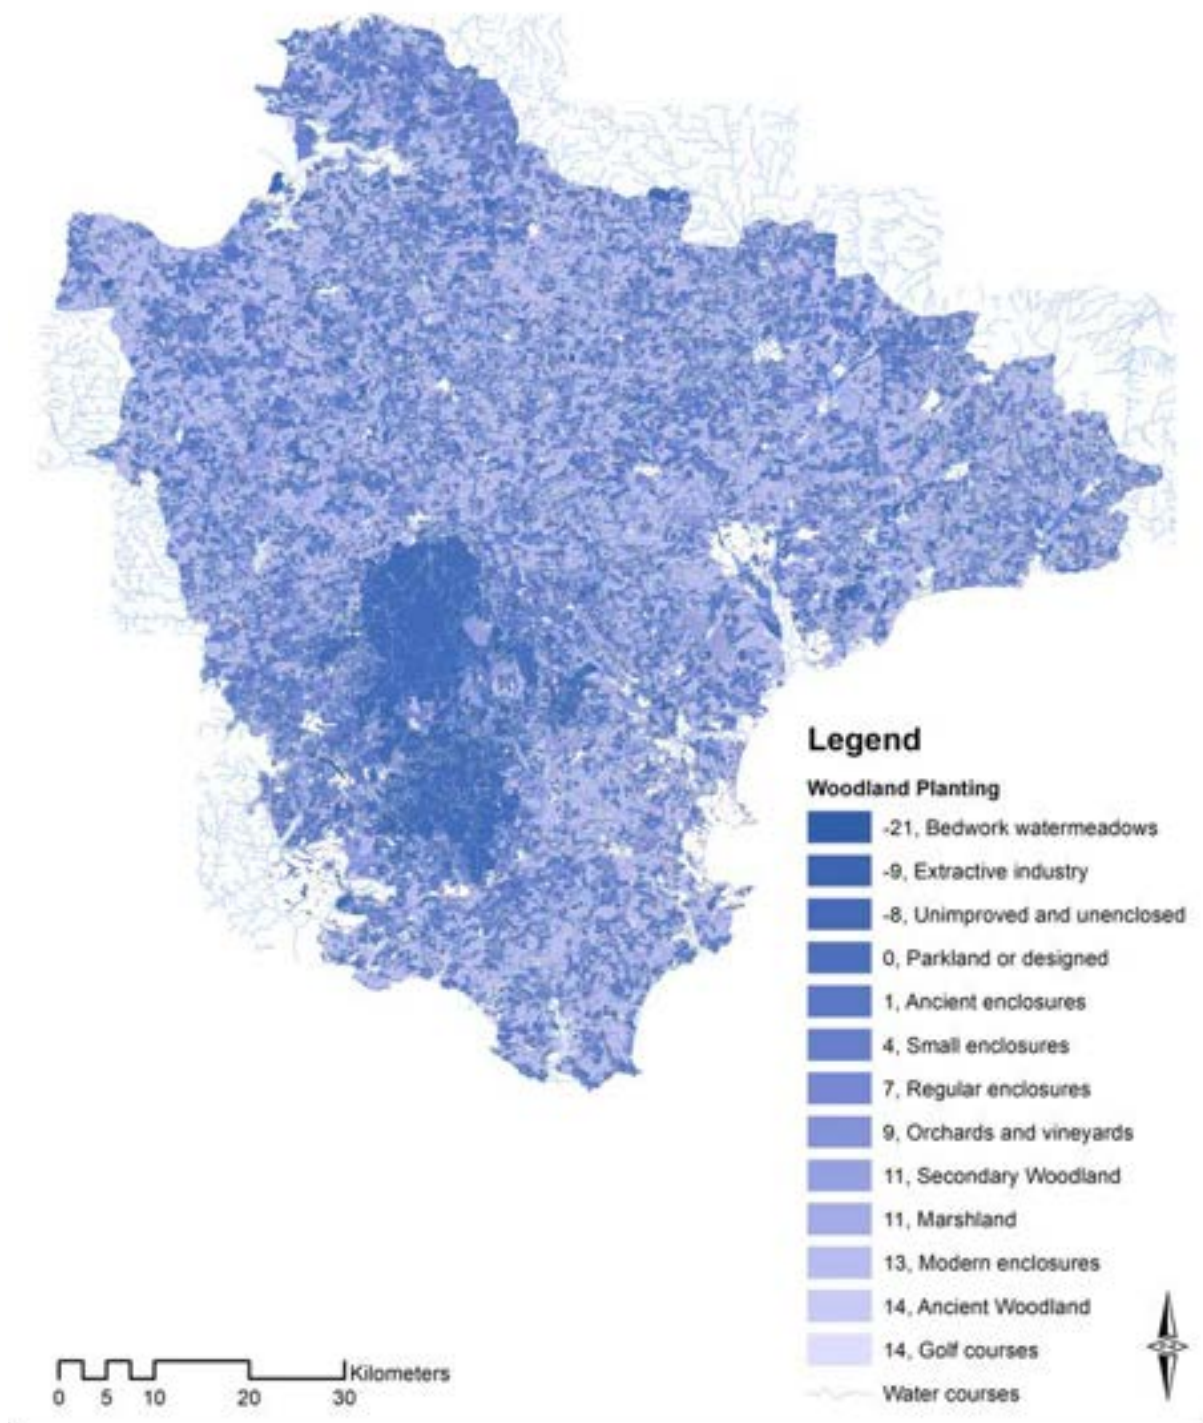 Legend
Woodland Planting
-21, Bedwork watermeadows
-9, Extractive industry
-8, Unimproved and unenclosed
0, Parkland or designed
1, Ancient enclosures
4, Small enclosures
7, Regular enclosures
9, Orchards and vineyards
11, Secondary Woodland
11, Marshland
13, Modern enclosures
14, Ancient Woodland
14, Golf courses
Water courses
Kilometers
0 5 10 20 30